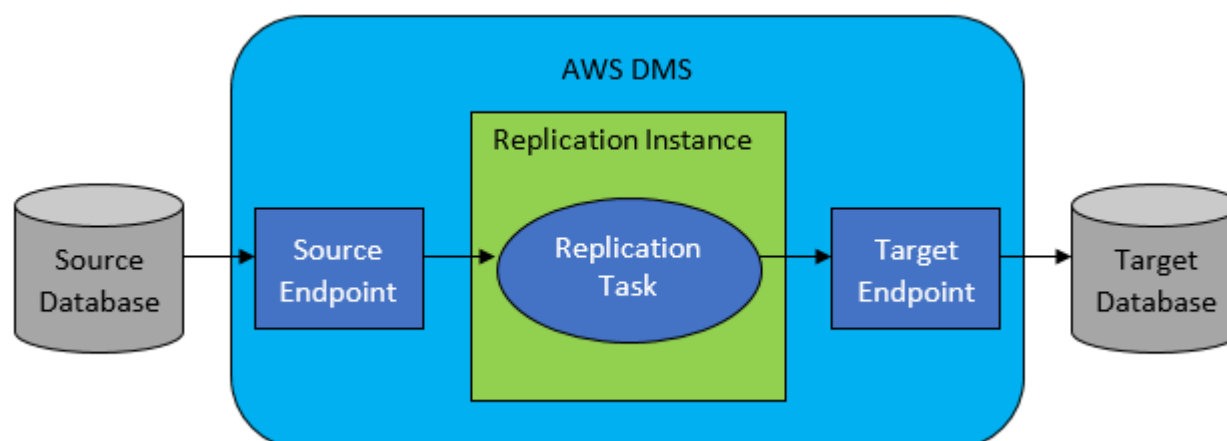 AWS DMS
Replication Instance
Source
Database
Source
Endpoint
Replication
Task
Target
Endpoint
Target
Database